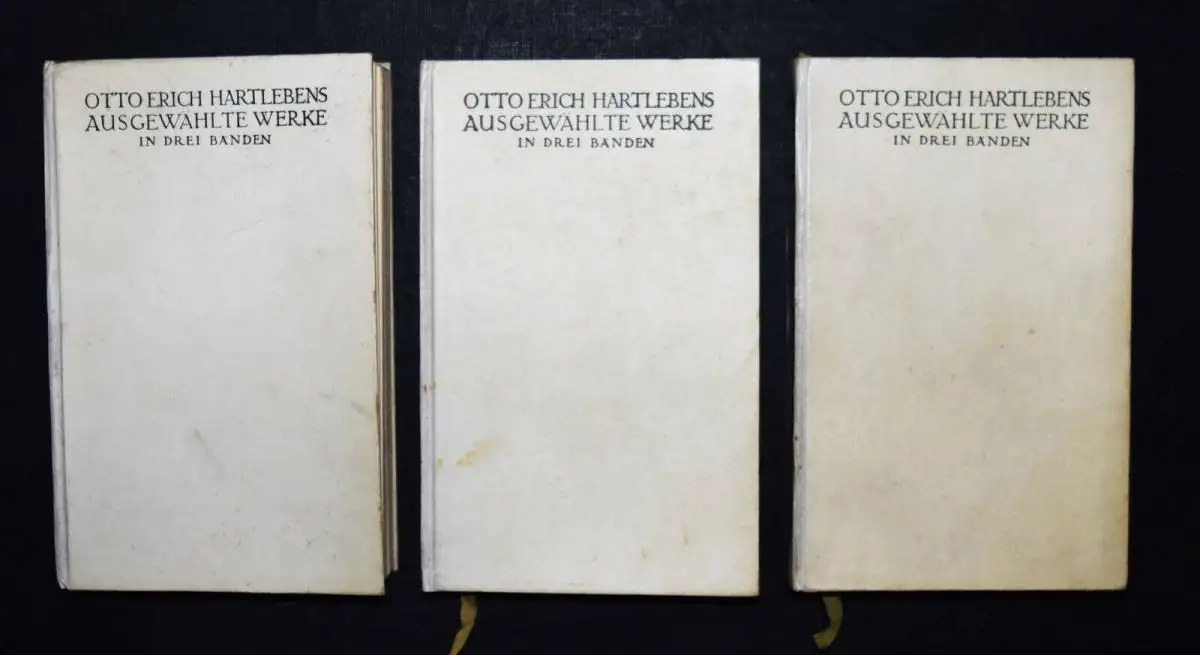 OTTO ERICH HARTLEBENS
AUSGEWÄHLTE WERKE
IN DREI BÄNDEN
OTTO ERICH HARTLEBENS
AUSGEWÄHLTE WERKE
IN DREI BÄNDEN
OTTO ERICH HARTLEBENS
AUSGEWÄHLTE WERKE
IN DREI BÄNDEN